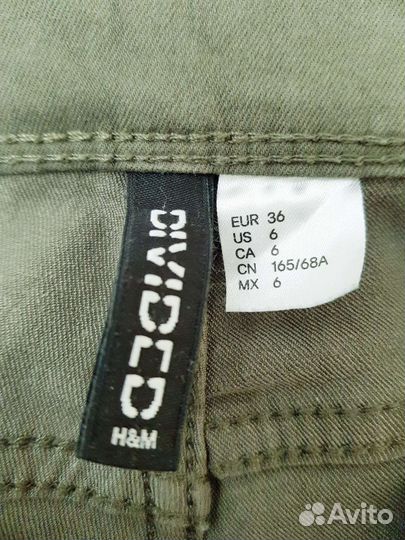 DIVIDED
H&M
EUR 36
US 6
CA 6
CN 165/68A
MX 6
Avito